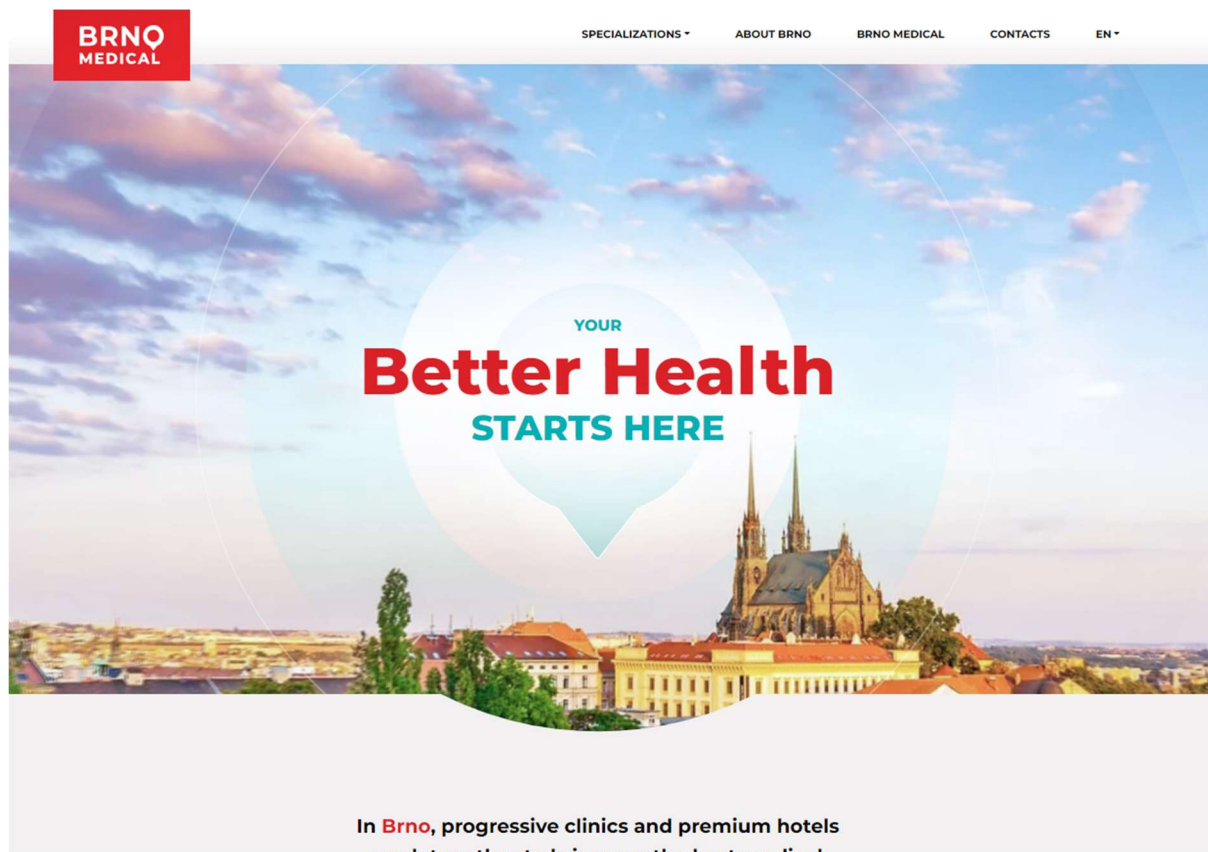 BRNO
MEDICAL
SPECIALIZATIONS
ABOUT BRNO
BRNO MEDICAL
CONTACTS
EN
YOUR
Better Health
STARTS HERE
In Brno, progressive clinics and premium hotels